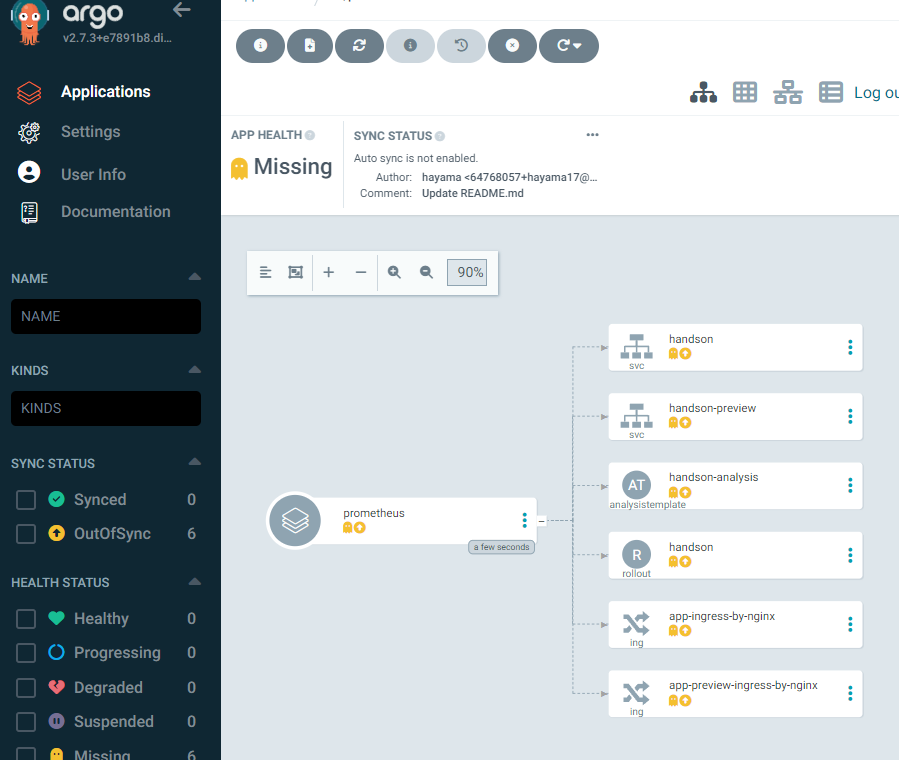 argo
v2.7.3+e7891b8.di...
Applications
Settings
User Info
Documentation
NAME
NAME
KINDS
KINDS
SYNC STATUS
Synced 0
OutOfSync 6
HEALTH STATUS
Healthy 0
Progressing 0
Degraded 0
Suspended 0
Missing 6
Log ou
APP HEALTH
Missing
SYNC STATUS
Auto sync is not enabled.
Author: hayama <64768057+hayama17@...
Comment: Update README.md
90%
prometheus
a few seconds
handson
svc
handson-preview
svc
AT
handson-analysis
analysistemplate
R
handson
rollout
app-ingress-by-nginx
ing
app-preview-ingress-by-nginx
ing